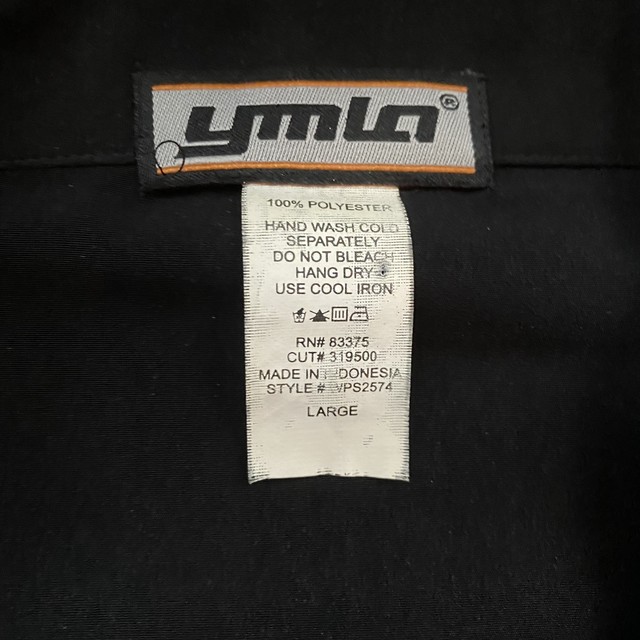 ymla®
100% POLYESTER
HAND WASH COLD
SEPARATELY
DO NOT BLEACH
HANG DRY
USE COOL IRON
RN# 83375
CUT# 319500
MADE IN INDONESIA
STYLE #
LARGE